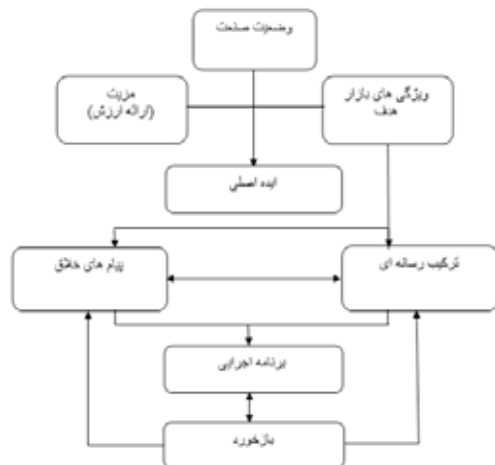 وضعیت صنعت
ویژگی های بازار
هدف
مزیت
(ارائه ارزش)
ایده اصلی
ترکیب رسانه ای
پیام های خلاق
برنامه اجرایی
بازخورد